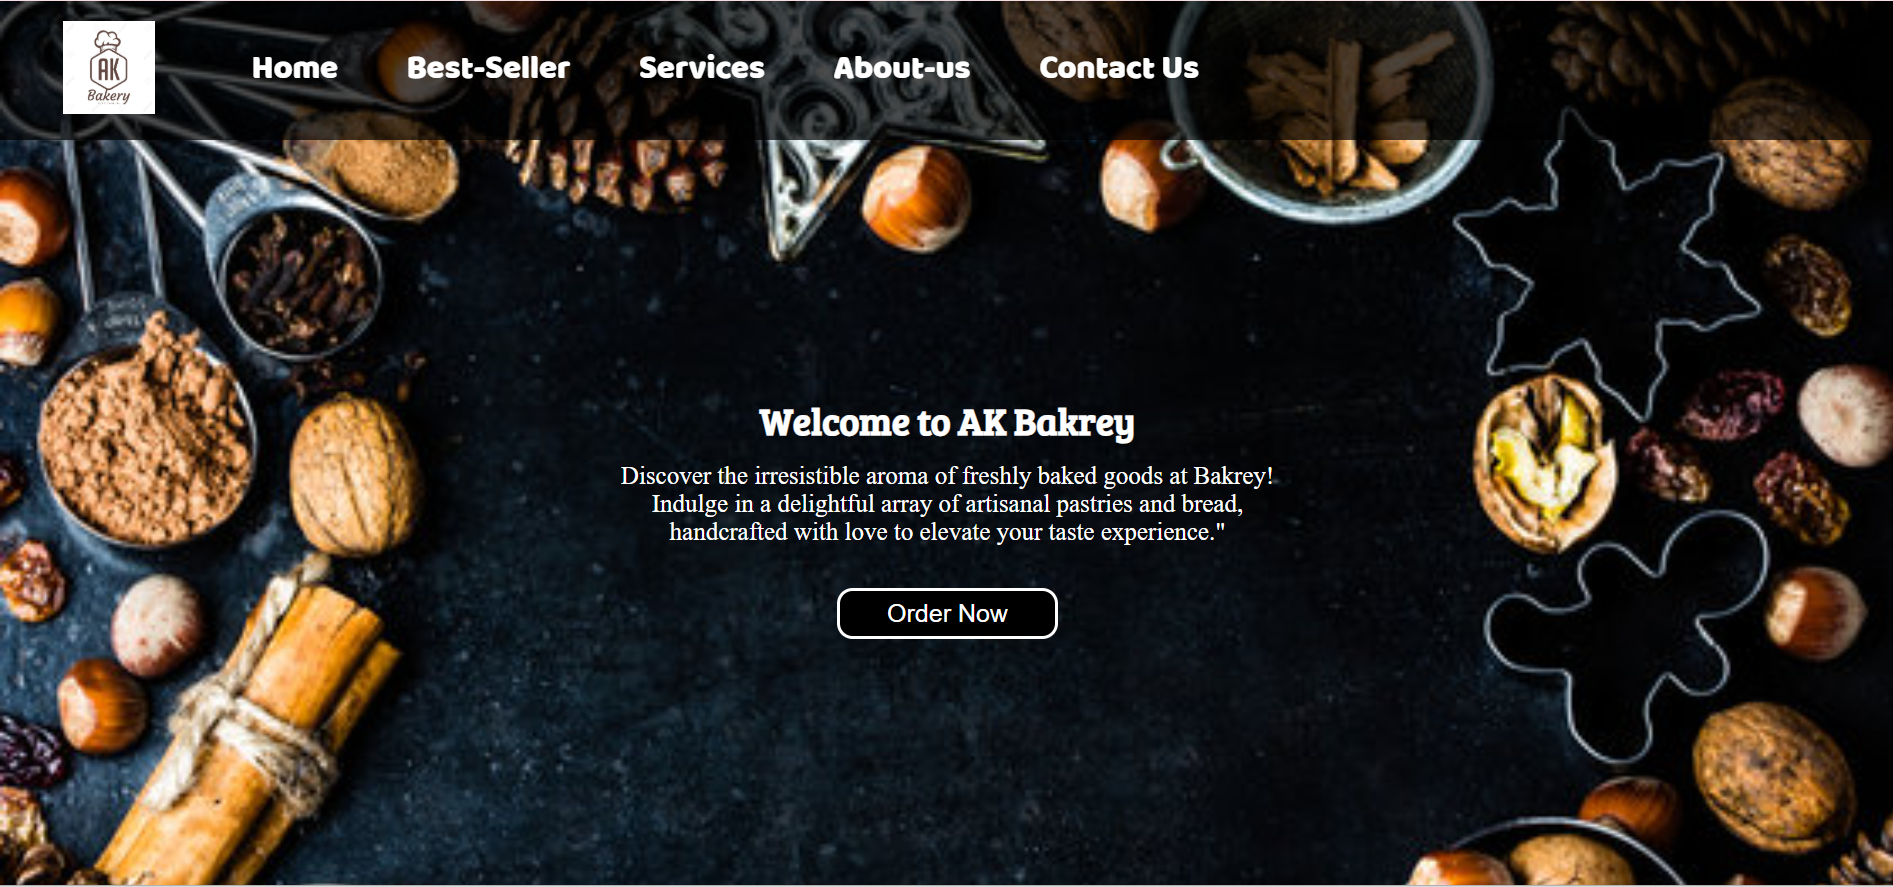 AK
Bakery
Home Best-Seller Services About-us Contact Us
Welcome to AK Bakrey
Discover the irresistible aroma of freshly baked goods at Bakrey!
Indulge in a delightful array of artisanal pastries and bread,
handcrafted with love to elevate your taste experience."
Order Now